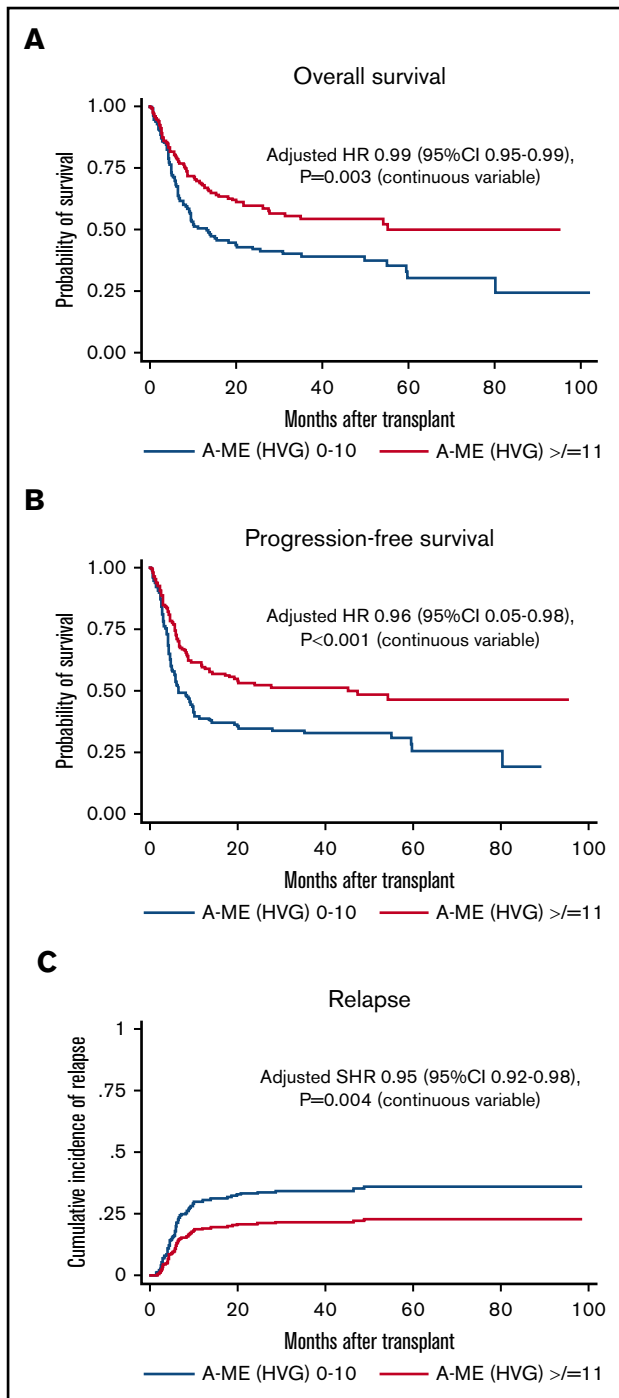 A
Overall survival
Adjusted HR 0.99 (95%CI 0.95-0.99),
P=0.003 (continuous variable)
Probability of survival
1.00
0.75
0.50
0.25
0.00
0 20 40 60 80 100
Months after transplant
A-ME (HVG) 0-10 A-ME (HVG) >/=11
B
Progression-free survival
Adjusted HR 0.96 (95%CI 0.05-0.98),
P<0.001 (continuous variable)
Probability of survival
1.00
0.75
0.50
0.25
0.00
0 20 40 60 80 100
Months after transplant
A-ME (HVG) 0-10 A-ME (HVG) >/=11
C
Relapse
Adjusted SHR 0.95 (95%CI 0.92-0.98),
P=0.004 (continuous variable)
Cumulative incidence of relapse
1
.75
.5
.25
0
0 20 40 60 80 100
Months after transplant
A-ME (HVG) 0-10 A-ME (HVG) >/=11